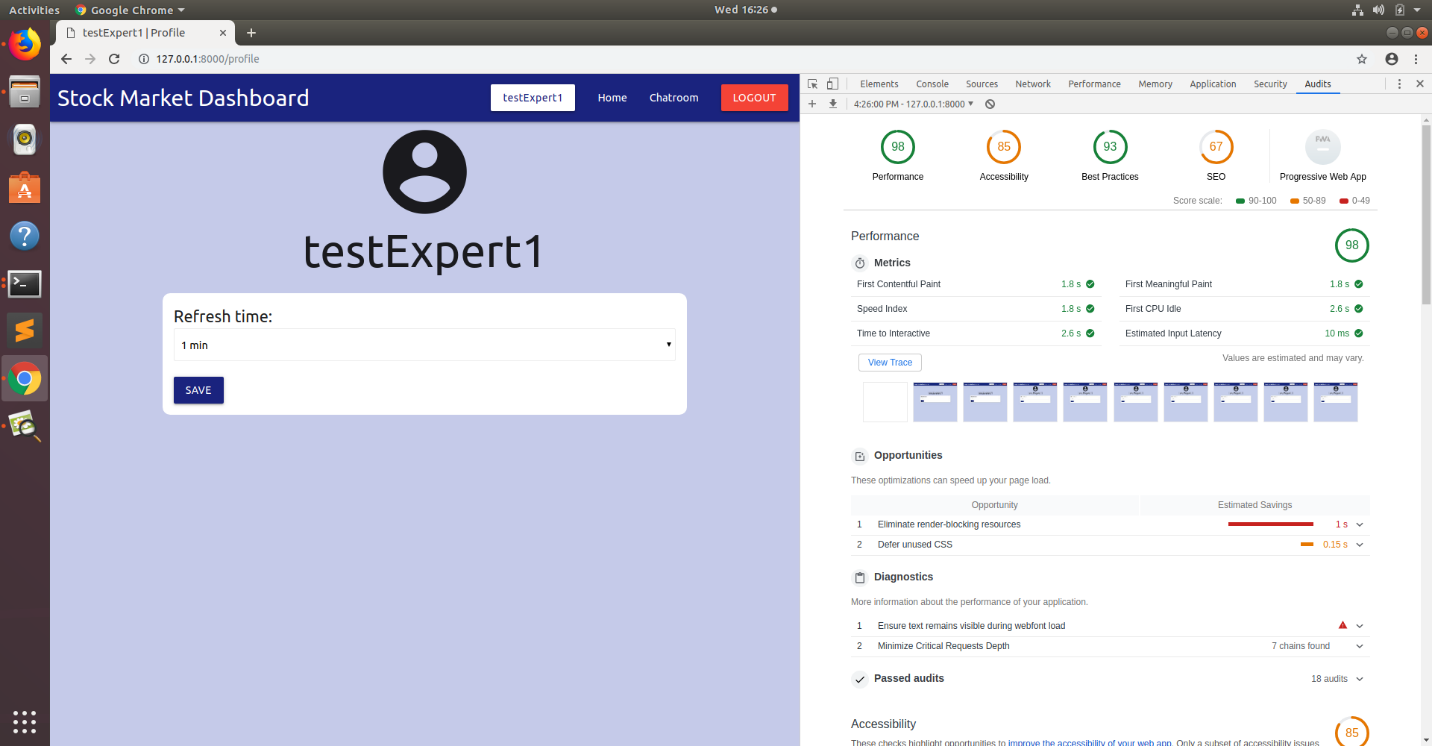 Activities Google Chrome Wed 16:26
testExpert1 | Profile
127.0.0.1:8000/profile
Stock Market Dashboard testExpert1 Home Chatroom LOGOUT
testExpert1
Refresh time:
1 min
SAVE
Elements Console Sources Network Performance Memory Application Security Audits
4:26:00 PM - 127.0.0.1:8000
98 85 93 67 PWA
Performance Accessibility Best Practices SEO Progressive Web App
Score scale: 90-100 50-89 0-49
Performance 98
Metrics
First Contentful Paint 1.8 s First Meaningful Paint 1.8 s
Speed Index 1.8 s First CPU Idle 2.6 s
Time to Interactive 2.6 s Estimated Input Latency 10 ms
View Trace Values are estimated and may vary.
Opportunities
These optimizations can speed up your page load.
Opportunity Estimated Savings
1 Eliminate render-blocking resources 1 s
2 Defer unused CSS 0.15 s
Diagnostics
More information about the performance of your application.
1 Ensure text remains visible during webfont load
2 Minimize Critical Requests Depth 7 chains found
Passed audits 18 audits
Accessibility 85
These checks highlight opportunities to improve the accessibility of your web app. Only a subset of accessibility issues